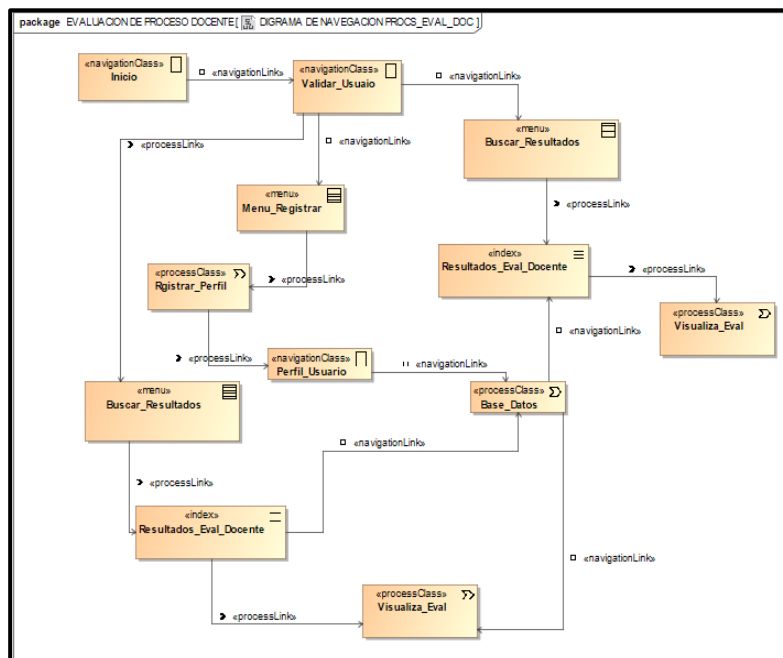 package EVALUACION DE PROCESO DOCENTE[ DIGRAMA DE NAVEGACION PROCS_EVAL_DOC ]
«navigationClass»
Inicio
«navigationLink»
«navigationClass»
Validar_Usuaio
«navigationLink»
«processLink»
«navigationLink»
«menu»
Buscar_Resultados
«menu»
Menu_Registrar
«processLink»
«processClass»
Rgistrar_Perfil
«processLink»
«index»
Resultados_Eval_Docente
«processLink»
«processClass»
Visualiza_Eval
«processLink»
«navigationClass»
Perfil_Usuario
«navigationLink»
«navigationLink»
«menu»
Buscar_Resultados
«processClass»
Base_Datos
«navigationLink»
«processLink»
«index»
Resultados_Eval_Docente
«navigationLink»
«processClass»
Visualiza_Eval
«processLink»